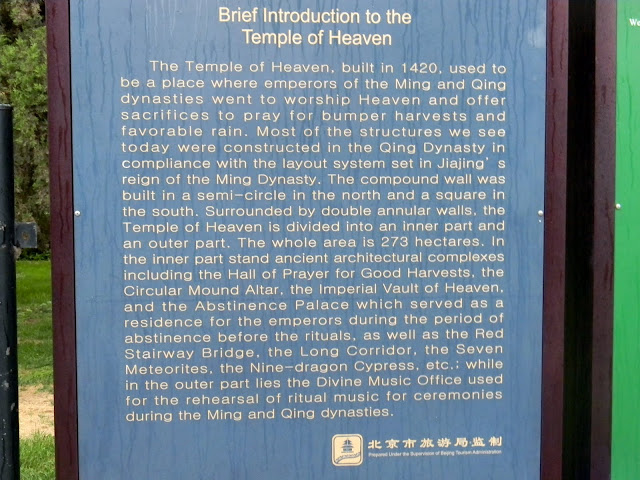 Brief Introduction to the
Temple of Heaven
The Temple of Heaven, built in 1420, used to
be a place where emperors of the Ming and Qing
dynasties went to worship Heaven and offer
sacrifices to pray for bumper harvests and
favorable rain. Most of the structures we see
today were constructed in the Qing Dynasty in
compliance with the layout system set in Jiajing's
reign of the Ming Dynasty. The compound wall was
built in a semi-circle in the north and a square in
the south. Surrounded by double annular walls, the
Temple of Heaven is divided into an inner part and
an outer part. The whole area is 273 hectares. In
the inner part stand ancient architectural complexes
including the Hall of Prayer for Good Harvests, the
Circular Mound Altar, the Imperial Vault of Heaven,
and the Abstinence Palace which served as a
residence for the emperors during the period of
abstinence before the rituals, as well as the Red
Stairway Bridge, the Long Corridor, the Seven
Meteorites, the Nine-dragon Cypress, etc.; while
in the outer part lies the Divine Music Office used
for the rehearsal of ritual music for ceremonies
during the Ming and Qing dynasties.
北京市旅游局监制
Prepared Under the Supervision of Beijing Tourism Administration